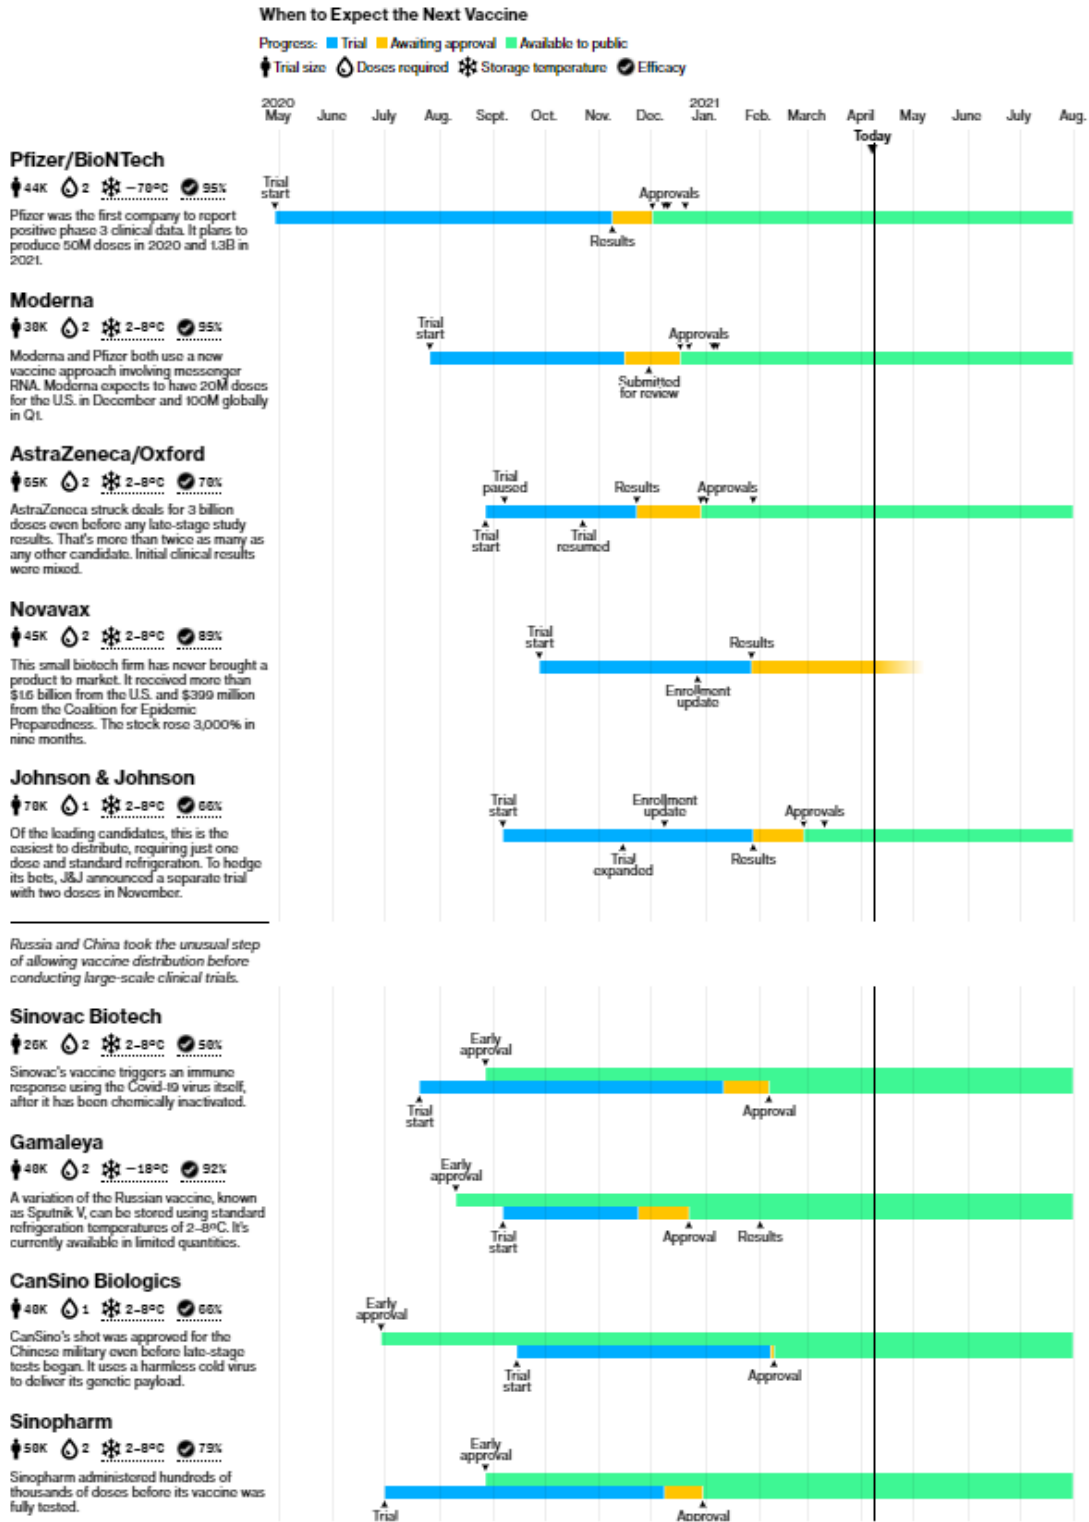 When to Expect the Next Vaccine
Progress: Trial Awaiting approval Available to public
Trial size Doses required Storage temperature Efficacy
2020 2021
May June July Aug. Sept. Oct. Nov. Dec. Jan. Feb. March April May June July Aug.
Today
Pfizer/BioNTech
44K 2 −70ºC 95%
Pfizer was the first company to report
positive phase 3 clinical data. It plans to
produce 50M doses in 2020 and 1.3B in
2021.
Trial
start
Approvals
Results
Moderna
30K 2 2–8ºC 95%
Moderna and Pfizer both use a new
vaccine approach involving messenger
RNA. Moderna expects to have 20M doses
for the U.S. in December and 100M globally
in Q1.
Trial
start
Approvals
Submitted
for review
AstraZeneca/Oxford
65K 2 2–8ºC 70%
AstraZeneca struck deals for 3 billion
doses even before any late-stage study
results. That's more than twice as many as
any other candidate. Initial clinical results
were mixed.
Trial
paused
Results
Approvals
Trial
start
Trial
resumed
Novavax
45K 2 2–8ºC 89%
This small biotech firm has never brought a
product to market. It received more than
$1.6 billion from the U.S. and $399 million
from the Coalition for Epidemic
Preparedness. The stock rose 3,000% in
nine months.
Trial
start
Results
Enrollment
update
Johnson & Johnson
70K 1 2–8ºC 66%
Of the leading candidates, this is the
easiest to distribute, requiring just one
dose and standard refrigeration. To hedge
its bets, J&J announced a separate trial
with two doses in November.
Trial
start
Enrollment
update
Approvals
Trial
expanded
Results
Russia and China took the unusual step
of allowing vaccine distribution before
conducting large-scale clinical trials.
Sinovac Biotech
26K 2 2–8ºC 50%
Sinovac's vaccine triggers an immune
response using the Covid-19 virus itself,
after it has been chemically inactivated.
Early
approval
Trial
start
Approval
Gamaleya
40K 2 −18ºC 92%
A variation of the Russian vaccine, known
as Sputnik V, can be stored using standard
refrigeration temperatures of 2–8ºC. It's
currently available in limited quantities.
Early
approval
Trial
start
Approval
Results
CanSino Biologics
40K 1 2–8ºC 66%
CanSino's shot was approved for the
Chinese military even before late-stage
tests began. It uses a harmless cold virus
to deliver its genetic payload.
Early
approval
Trial
start
Approval
Sinopharm
50K 2 2–8ºC 79%
Sinopharm administered hundreds of
thousands of doses before its vaccine was
fully tested.
Early
approval
Trial
Approval